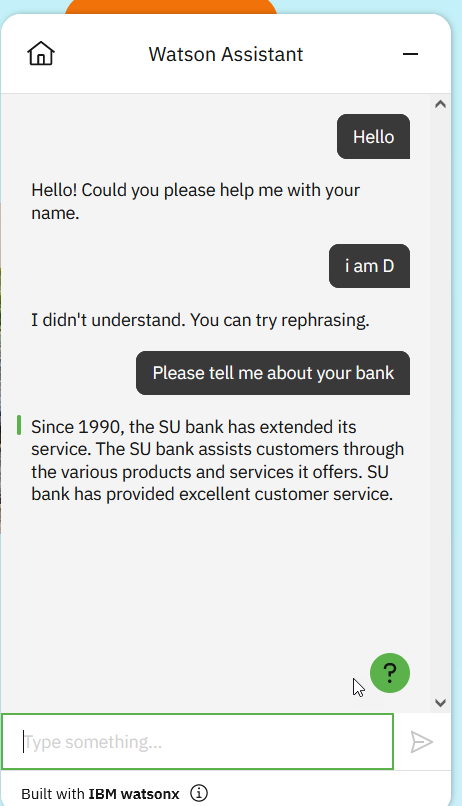 Watson Assistant
Hello
Hello! Could you please help me with your
name.
i am D
I didn't understand. You can try rephrasing.
Please tell me about your bank
Since 1990, the SU bank has extended its
service. The SU bank assists customers through
the various products and services it offers. SU
bank has provided excellent customer service.
?
Type something...
Built with IBM watsonx